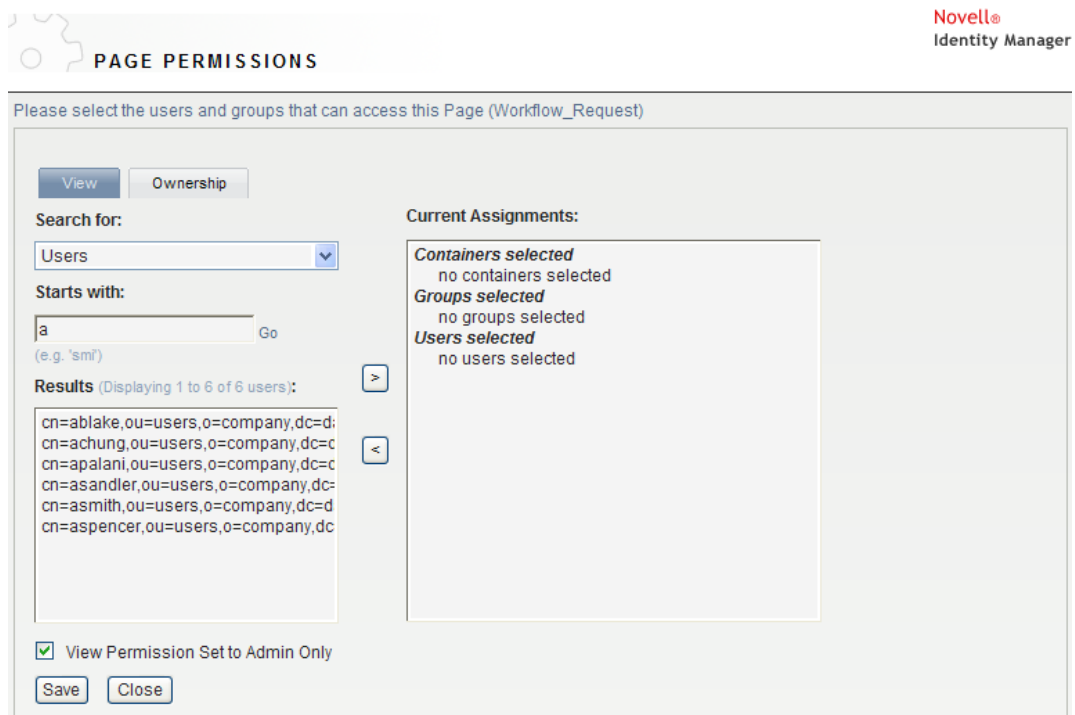 Novell®
Identity Manager
PAGE PERMISSIONS
Please select the users and groups that can access this Page (Workflow_Request)
View
Ownership
Search for:
Users
Starts with:
a
Go
(e.g. 'smi')
Results (Displaying 1 to 6 of 6 users):
cn=ablake,ou=users,o=company,dc=da
cn=achung,ou=users,o=company,dc=c
cn=apalani,ou=users,o=company,dc=c
cn=asandler,ou=users,o=company,dc=
cn=asmith,ou=users,o=company,dc=d
cn=aspencer,ou=users,o=company,dc
>
<
Current Assignments:
Containers selected
no containers selected
Groups selected
no groups selected
Users selected
no users selected
View Permission Set to Admin Only
Save
Close